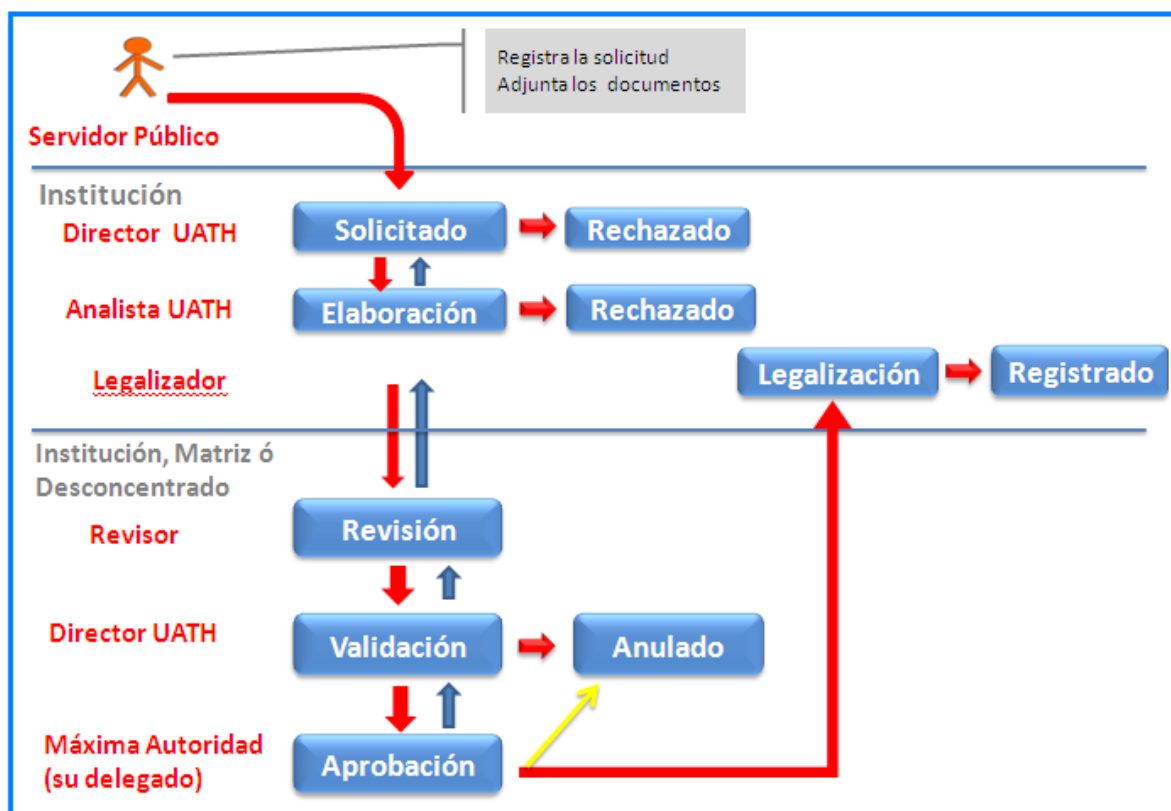 Registra la solicitud
Adjunta los documentos
Servidor Público
Institución
Director UATH
Solicitado
Rechazado
Analista UATH
Elaboración
Rechazado
Legalizador
Legalización
Registrado
Institución, Matriz ó
Desconcentrado
Revisor
Revisión
Director UATH
Validación
Anulado
Máxima Autoridad
(su delegado)
Aprobación